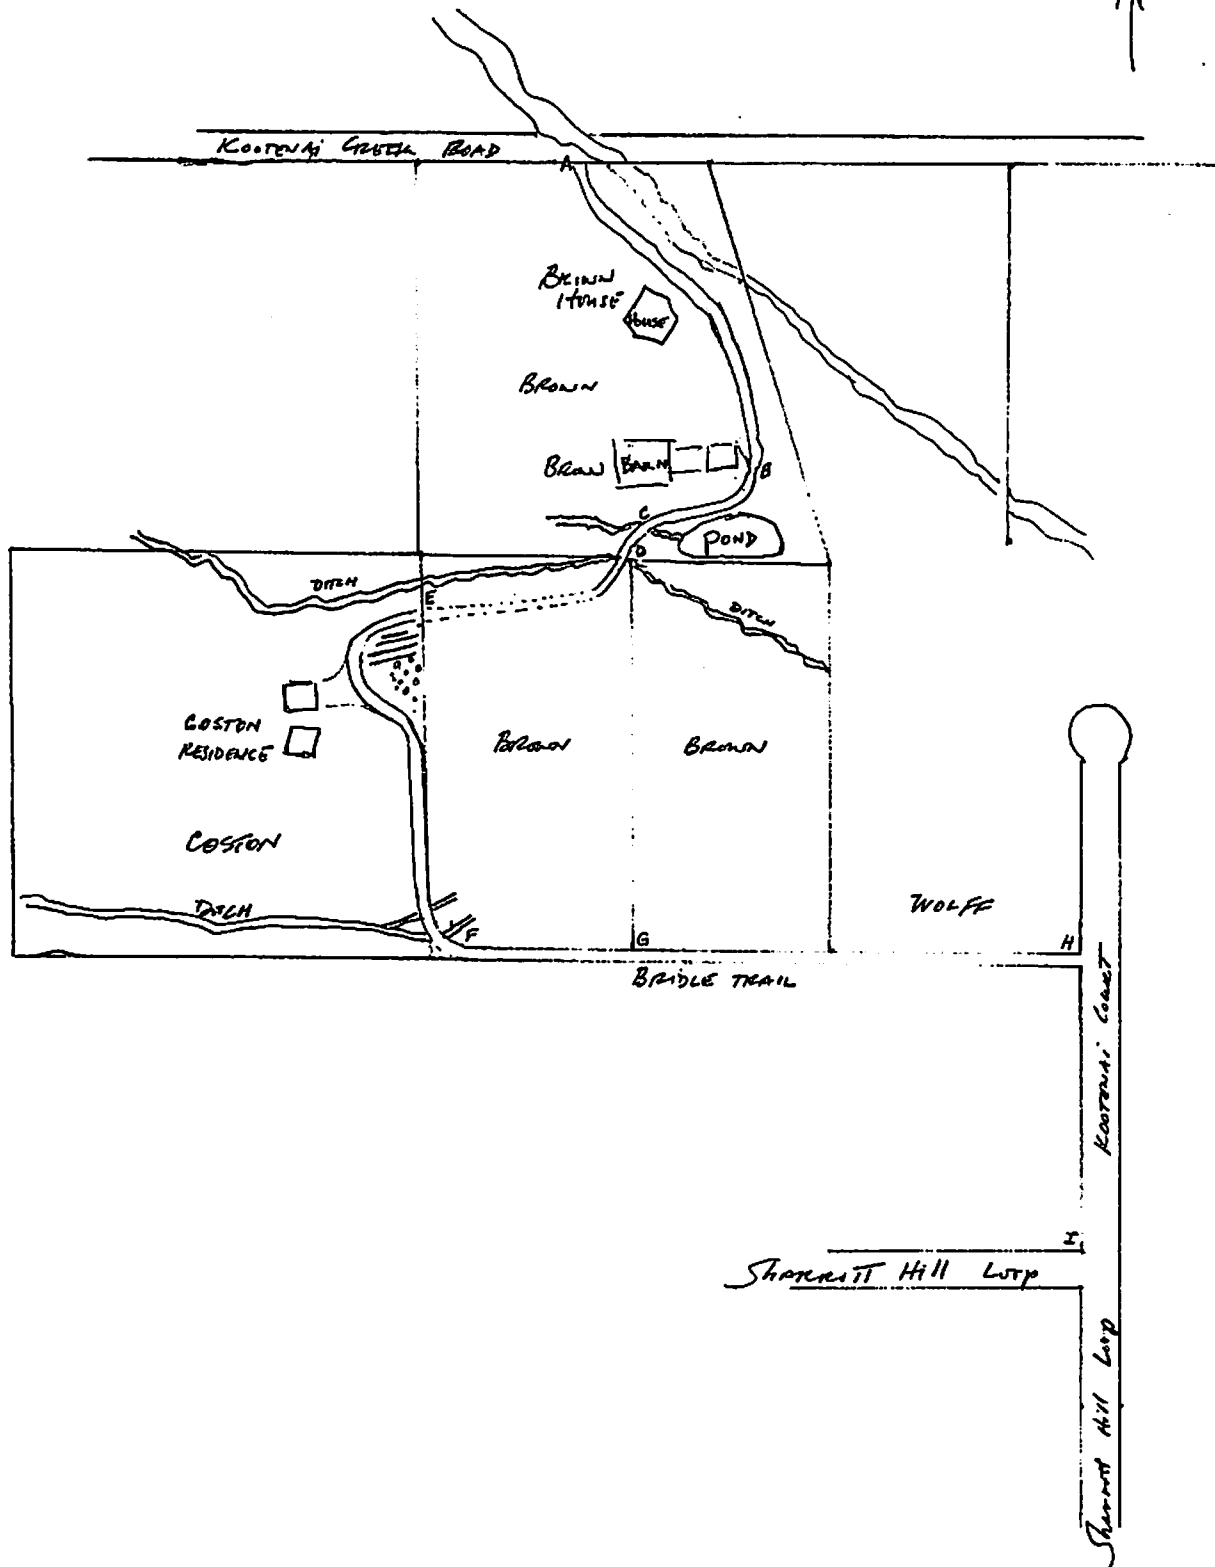 KOOTENAI CREEK ROAD
A
BROWN
HOUSE
HOUSE
BROWN
BROWN
BARN
B
C
POND
D
DITCH
E
DITCH
COSTON
RESIDENCE
BROWN
BROWN
COSTON
DITCH
F
G
WOLFF
H
BRIDLE TRAIL
KOOTENAI COURT
I
SHARROTT Hill Loop
Sharrott Hill Loop